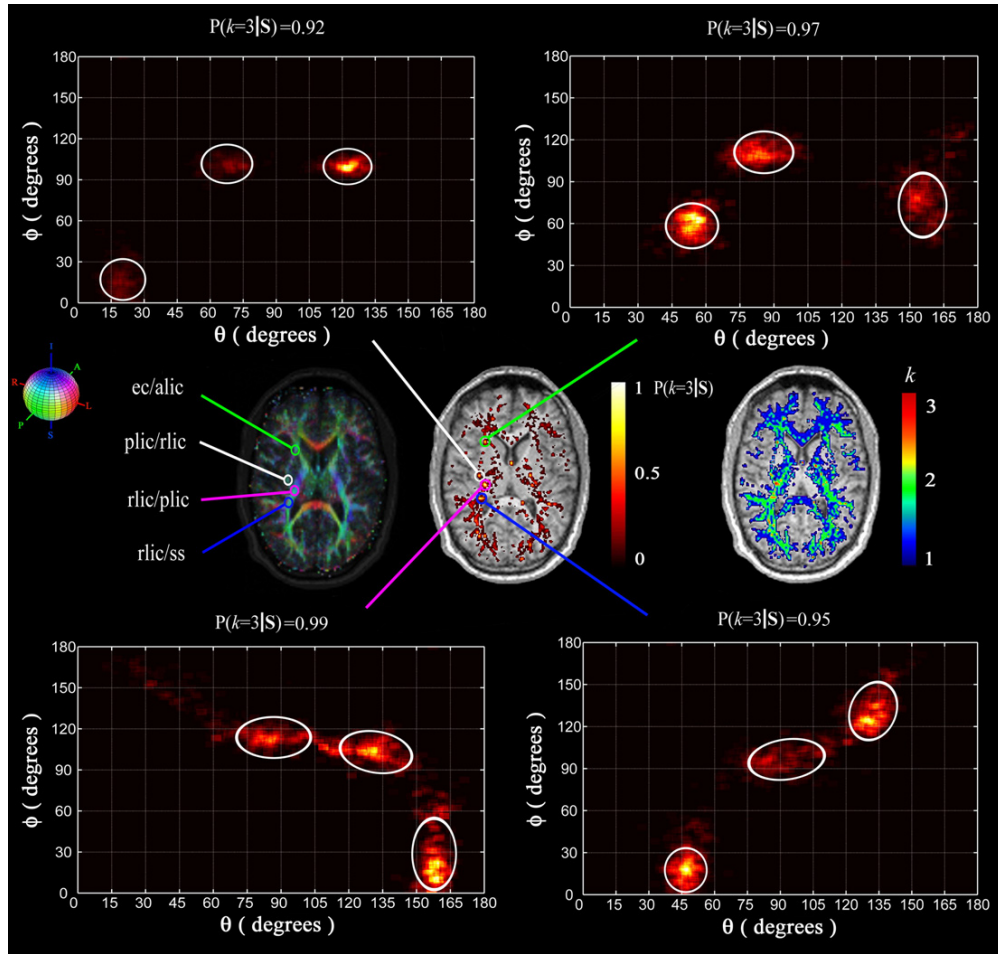 P(k=3|S)=0.92
180
150
120
90
60
30
0
ϕ ( degrees )
0 15 30 45 60 75 90 105 120 135 150 165 180
θ ( degrees )
P(k=3|S)=0.97
180
150
120
90
60
30
0
ϕ ( degrees )
0 15 30 45 60 75 90 105 120 135 150 165 180
θ ( degrees )
I
A
R
L
P
S
ec/alic
plic/rlic
rlic/plic
rlic/ss
1
0.5
0
P(k=3|S)
k
3
2
1
P(k=3|S)=0.99
180
150
120
90
60
30
0
ϕ ( degrees )
0 15 30 45 60 75 90 105 120 135 150 165 180
θ ( degrees )
P(k=3|S)=0.95
180
150
120
90
60
30
0
ϕ ( degrees )
0 15 30 45 60 75 90 105 120 135 150 165 180
θ ( degrees )